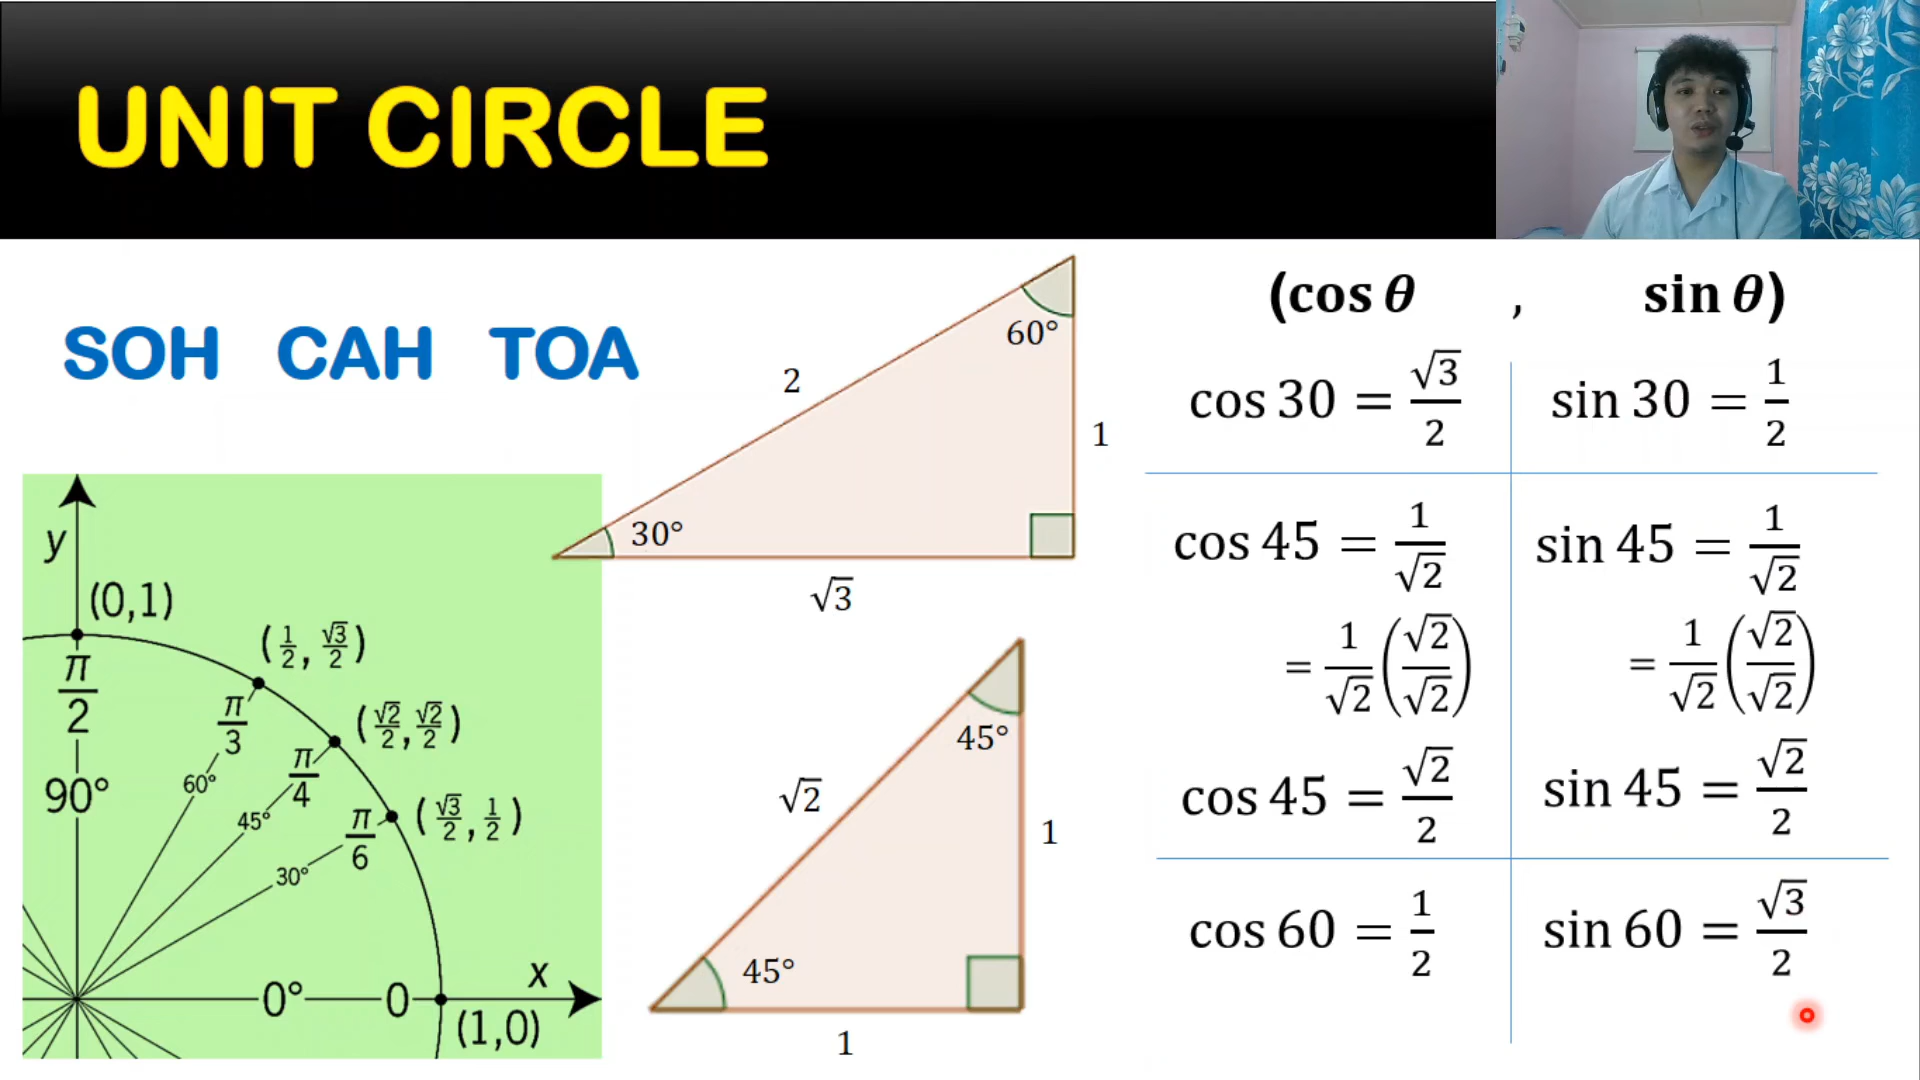 UNIT CIRCLE
SOH CAH TOA
(cos θ , sin θ)
60°
2
1
30°
√3
cos 30 = √3/2
sin 30 = 1/2
cos 45 = 1/√2
sin 45 = 1/√2
= 1/√2 (√2/√2)
= 1/√2 (√2/√2)
cos 45 = √2/2
sin 45 = √2/2
cos 60 = 1/2
sin 60 = √3/2
y
(0,1)
(1/2, √3/2)
π/2
π/3
(√2/2, √2/2)
π/4
90°
60°
45°
(√3/2, 1/2)
π/6
30°
x
0°
0
(1,0)
45°
√2
1
45°
1